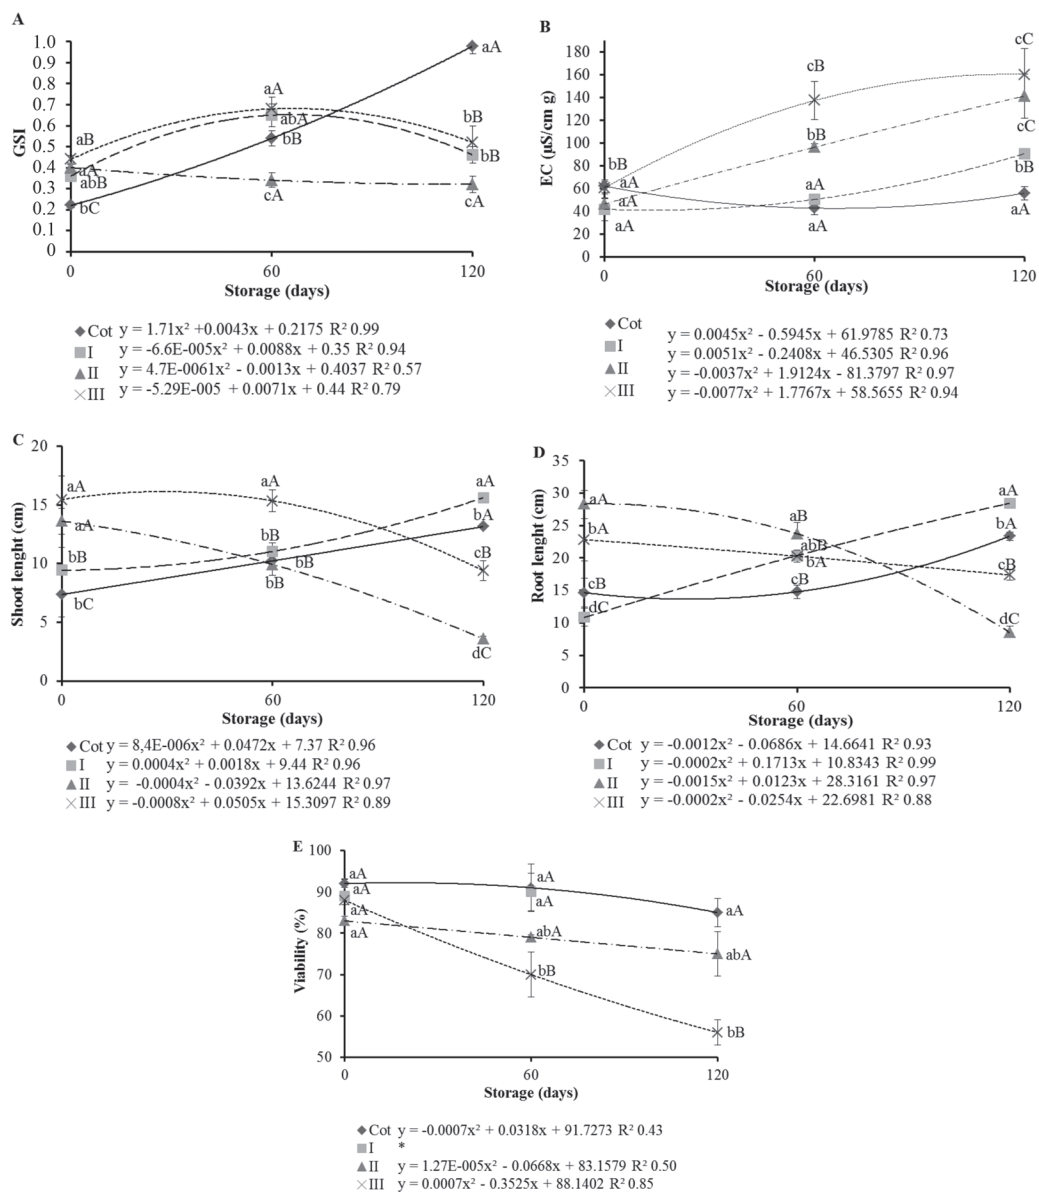 A
GSI
1.0
0.9
0.8
0.7
0.6
0.5
0.4
0.3
0.2
0.1
0
aB
aA
abB
bC
aA
abA
bB
cA
aA
bB
bB
cA
0 60 120
Storage (days)
Cot y = 1.71x² +0.0043x + 0.2175 R² 0.99
I y = -6.6E-005x² + 0.0088x + 0.35 R² 0.94
II y = 4.7E-0061x² - 0.0013x + 0.4037 R² 0.57
III y = -5.29E-005 + 0.0071x + 0.44 R² 0.79
B
EC (µS/cm g)
180
160
140
120
100
80
60
40
20
0
bB
aA
aA
aA
cB
bB
aA
aA
cC
cC
bB
aA
0 60 120
Storage (days)
Cot y = 0.0045x² - 0.5945x + 61.9785 R² 0.73
I y = 0.0051x² - 0.2408x + 46.5305 R² 0.96
II y = -0.0037x² + 1.9124x - 81.3797 R² 0.97
III y = -0.0077x² + 1.7767x + 58.5655 R² 0.94
C
Shoot lenght (cm)
20
15
10
5
0
aA
aA
bB
bC
aA
bB
bB
bB
aA
bA
cB
dC
0 60 120
Storage (days)
Cot y = 8,4E-006x² + 0.0472x + 7.37 R² 0.96
I y = 0.0004x² + 0.0018x + 9.44 R² 0.96
II y = -0.0004x² - 0.0392x + 13.6244 R² 0.97
III y = -0.0008x² + 0.0505x + 15.3097 R² 0.89
D
Root lenght (cm)
35
30
25
20
15
10
5
0
aA
bA
cB
dC
aB
abB
bA
cB
aA
bA
cB
dC
0 60 120
Storage (days)
Cot y = -0.0012x² - 0.0686x + 14.6641 R² 0.93
I y = -0.0002x² + 0.1713x + 10.8343 R² 0.99
II y = -0.0015x² + 0.0123x + 28.3161 R² 0.97
III y = -0.0002x² - 0.0254x + 22.6981 R² 0.88
E
Viability (%)
100
90
80
70
60
50
aA
aA
aA
aA
aA
aA
abA
bB
aA
abA
bB
0 60 120
Storage (days)
Cot y = -0.0007x² + 0.0318x + 91.7273 R² 0.43
I *
II y = 1.27E-005x² - 0.0668x + 83.1579 R² 0.50
III y = 0.0007x² - 0.3525x + 88.1402 R² 0.85